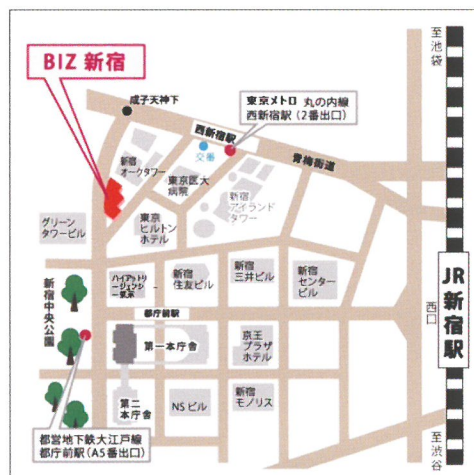 至池袋
BIZ 新宿
成子天神下
東京メトロ 丸の内線
西新宿駅(2番出口)
西新宿駅
交番
青梅街道
新宿
オークタワー
東京医大
病院
新宿
アイランド
タワー
グリーン
タワービル
東京
ヒルトン
ホテル
JR新宿駅
西口
新宿中央公園
ハイアットリ
ージェンシ
ー東京
新宿
住友ビル
新宿
三井ビル
新宿
センター
ビル
都庁前駅
第一本庁舎
京王
プラザ
ホテル
第二
本庁舎
NSビル
新宿
モノリス
都営地下鉄大江戸線
都庁前駅(A5番出口)
至渋谷